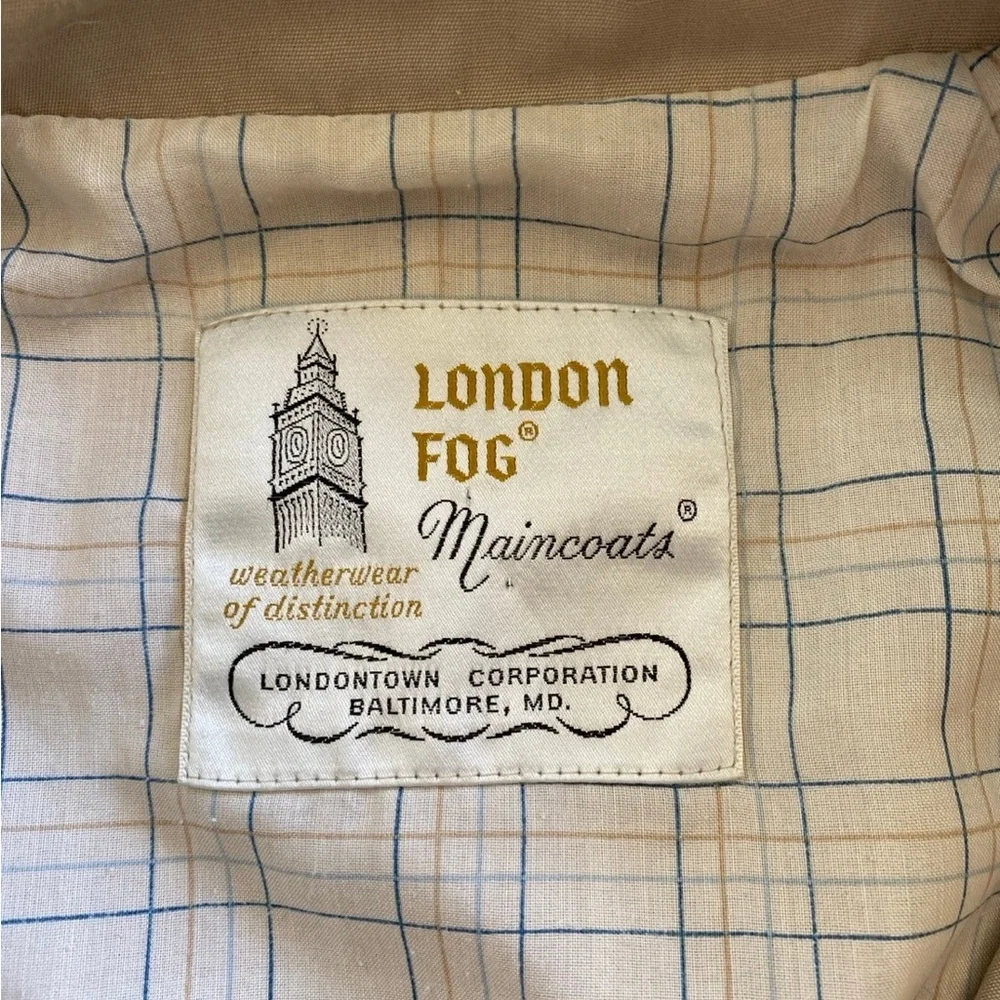 LONDON
FOG®
Maincoats®
weatherwear
of distinction
LONDONTOWN CORPORATION
BALTIMORE, MD.